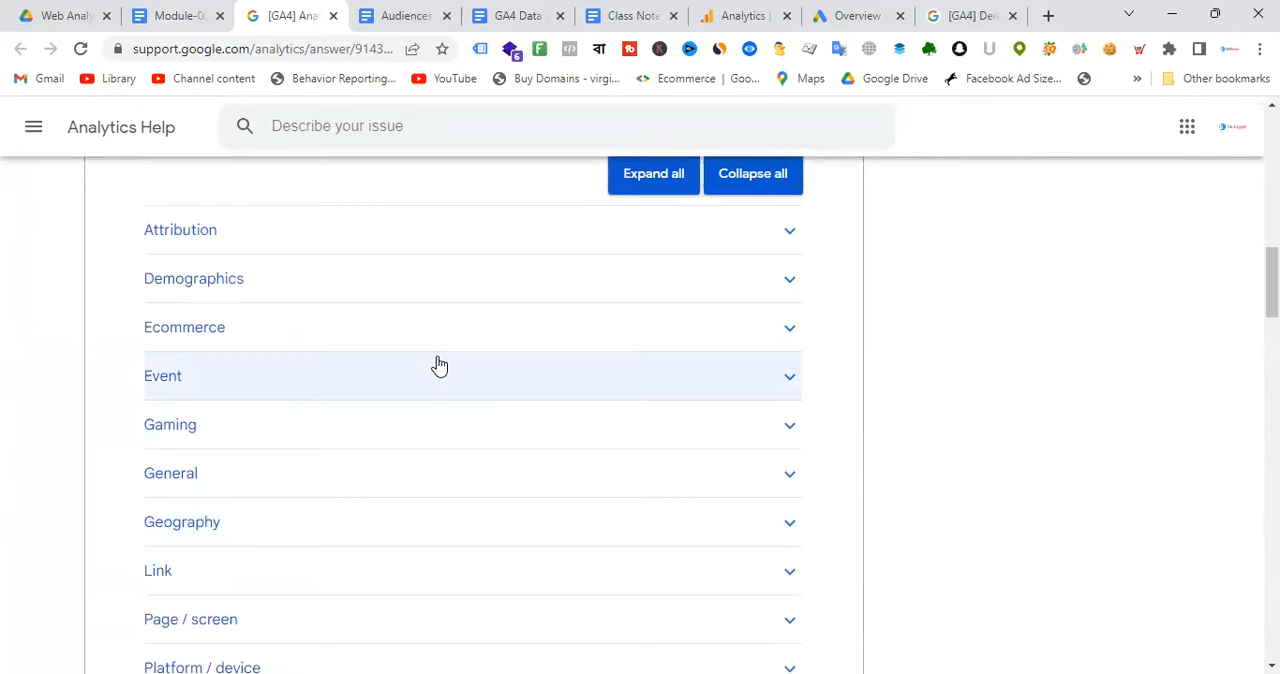 Web Analy
Module-0
[GA4] Ana
Audiences
GA4 Data
Class Note
Analytics
Overview
[GA4] De
support.google.com/analytics/answer/9143...
Gmail
Library
Channel content
Behavior Reporting...
YouTube
Buy Domains - virgi...
Ecommerce | Goo...
Maps
Google Drive
Facebook Ad Size...
»
Other bookmarks
Analytics Help
Describe your issue
Expand all
Collapse all
Attribution
Demographics
Ecommerce
Event
Gaming
General
Geography
Link
Page / screen
Platform / device